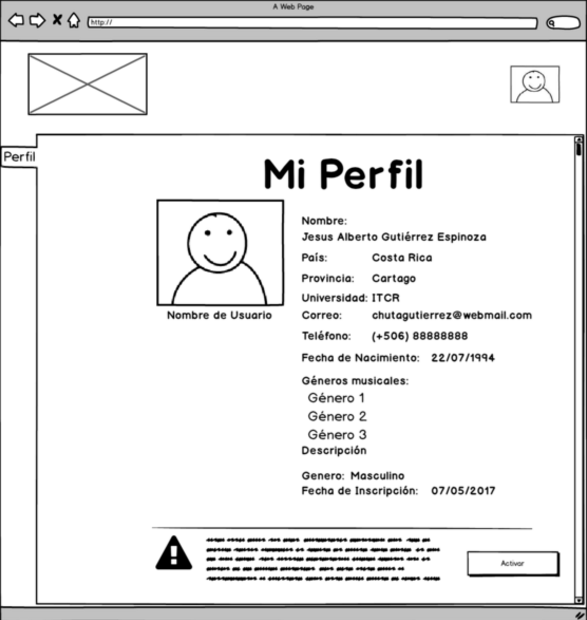 A Web Page
http://
Perfil
Mi Perfil
Nombre de Usuario
Nombre:
Jesus Alberto Gutiérrez Espinoza
País: Costa Rica
Provincia: Cartago
Universidad: ITCR
Correo: chutagutierrez@webmail.com
Teléfono: (+506) 88888888
Fecha de Nacimiento: 22/07/1994
Géneros musicales:
Género 1
Género 2
Género 3
Descripción
Genero: Masculino
Fecha de Inscripción: 07/05/2017
Activar